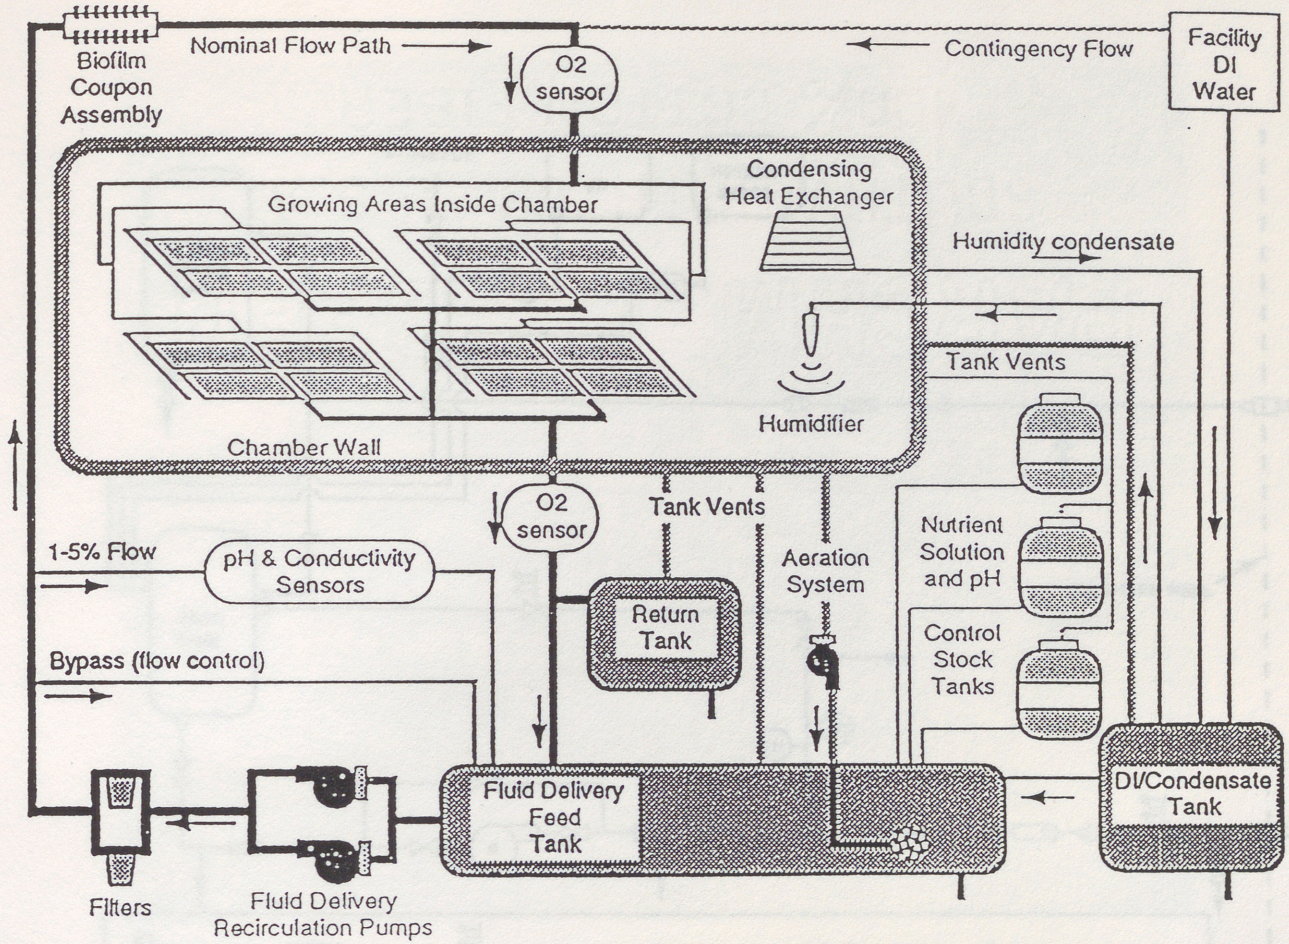 Nominal Flow Path
Contingency Flow
Facility
DI
Water
Biofilm
Coupon
Assembly
O2
sensor
Condensing
Heat Exchanger
Growing Areas Inside Chamber
Humidity condensate
Tank Vents
Humidifier
Chamber Wall
O2
sensor
Tank Vents
Nutrient
Solution
and pH
Control
Stock
Tanks
1-5% Flow
pH & Conductivity
Sensors
Aeration
System
Return
Tank
Bypass (flow control)
Fluid Delivery
Feed
Tank
DI/Condensate
Tank
Filters
Fluid Delivery
Recirculation Pumps